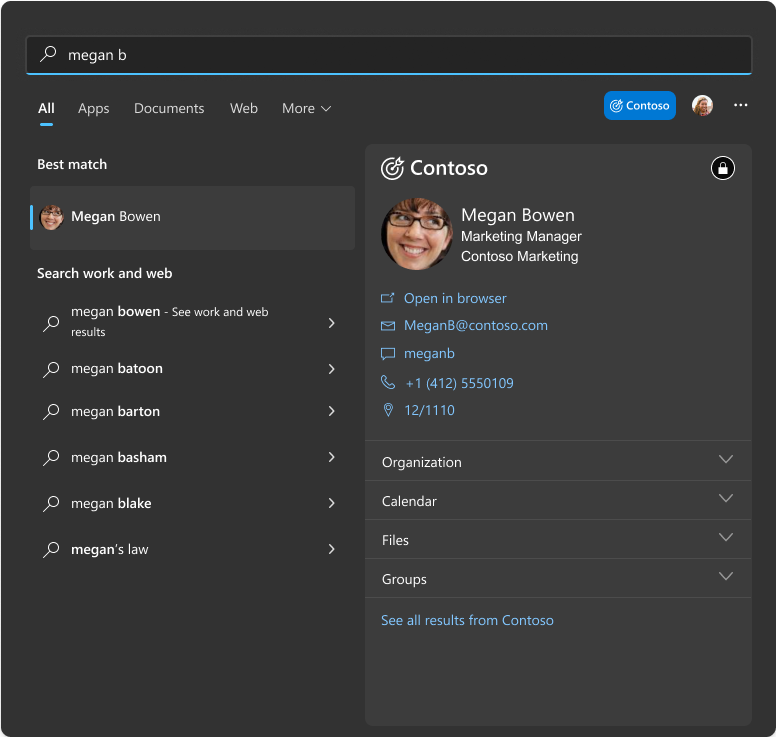 megan b
All Apps Documents Web More
Contoso
Best match
Megan Bowen
Search work and web
megan bowen - See work and web
results
megan batoon
megan barton
megan basham
megan blake
megan's law
Contoso
Megan Bowen
Marketing Manager
Contoso Marketing
Open in browser
MeganB@contoso.com
meganb
+1 (412) 5550109
12/1110
Organization
Calendar
Files
Groups
See all results from Contoso